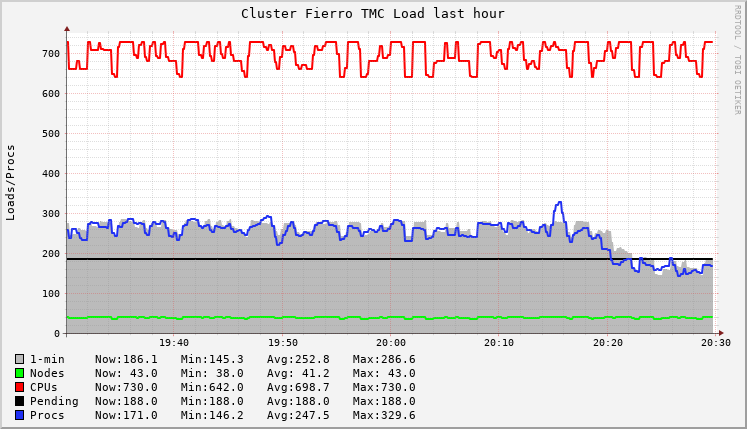 Cluster Fierro TMC Load last hour
RRDTOOL / TOBI OETIKER
Loads/Procs
700
600
500
400
300
200
100
0
19:40 19:50 20:00 20:10 20:20 20:30
1-min Now:186.1 Min:145.3 Avg:252.8 Max:286.6
Nodes Now: 43.0 Min: 38.0 Avg: 41.2 Max: 43.0
CPUs Now:730.0 Min:642.0 Avg:698.7 Max:730.0
Pending Now:188.0 Min:188.0 Avg:188.0 Max:188.0
Procs Now:171.0 Min:146.2 Avg:247.5 Max:329.6